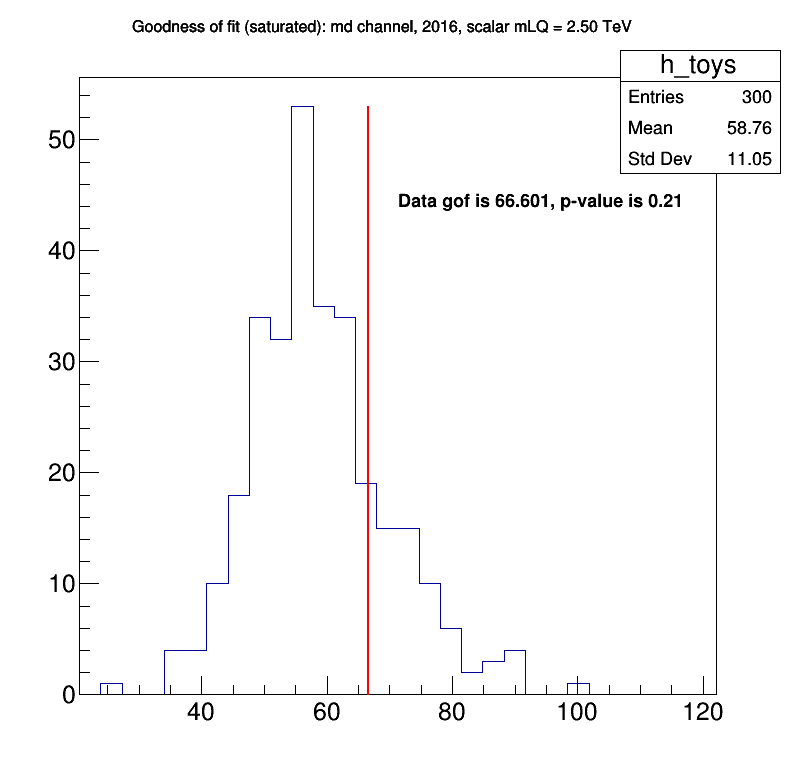 Goodness of fit (saturated): md channel, 2016, scalar mLQ = 2.50 TeV
h_toys
Entries 300
Mean 58.76
Std Dev 11.05
Data gof is 66.601, p-value is 0.21
50
40
30
20
10
0
40 60 80 100 120